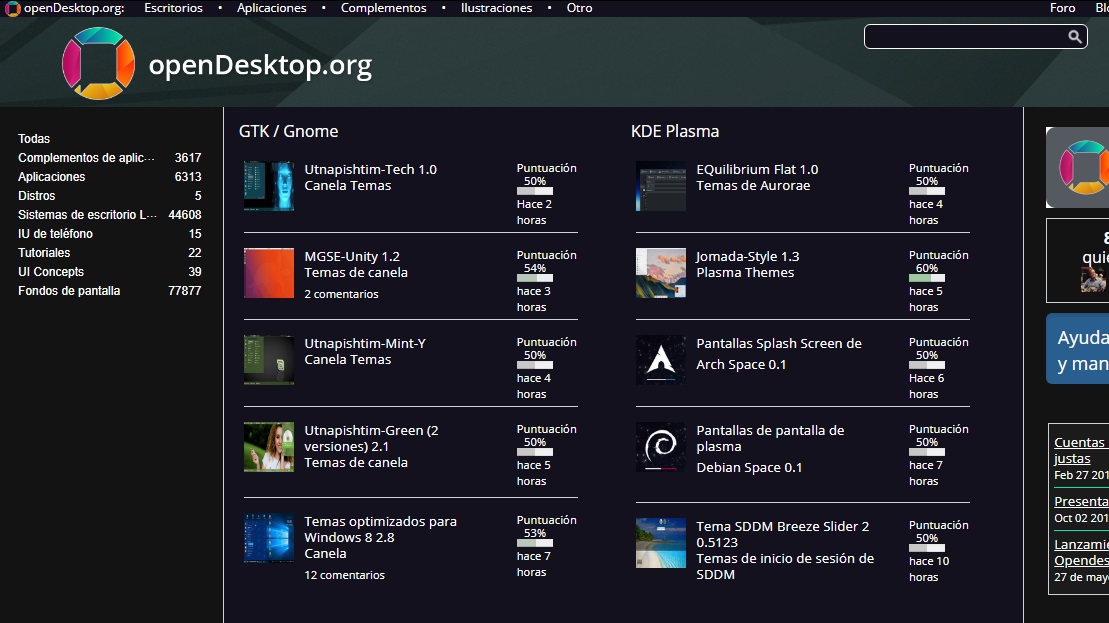 openDesktop.org: Escritorios • Aplicaciones • Complementos • Ilustraciones • Otro Foro
openDesktop.org
Todas
Complementos de aplic··· 3617
Aplicaciones 6313
Distros 5
Sistemas de escritorio L··· 44608
IU de teléfono 15
Tutoriales 22
UI Concepts 39
Fondos de pantalla 77877
GTK / Gnome
Utnapishtim-Tech 1.0
Canela Temas
Puntuación
50%
Hace 2
horas
MGSE-Unity 1.2
Temas de canela
2 comentarios
Puntuación
54%
hace 3
horas
Utnapishtim-Mint-Y
Canela Temas
Puntuación
50%
hace 4
horas
Utnapishtim-Green (2
versiones) 2.1
Temas de canela
Puntuación
50%
hace 5
horas
Temas optimizados para
Windows 8 2.8
Canela
12 comentarios
Puntuación
53%
hace 7
horas
KDE Plasma
EQuilibrium Flat 1.0
Temas de Aurorae
Puntuación
50%
hace 4
horas
Jomada-Style 1.3
Plasma Themes
Puntuación
60%
hace 5
horas
Pantallas Splash Screen de
Arch Space 0.1
Puntuación
50%
Hace 6
horas
Pantallas de pantalla de
plasma
Debian Space 0.1
Puntuación
50%
hace 7
horas
Tema SDDM Breeze Slider 2
0.5123
Temas de inicio de sesión de
SDDM
Puntuación
50%
hace 10
horas
quie
Ayuda
y man
Cuentas
justas
Feb 27 201
Presenta
Oct 02 201
Lanzamie
Opendes
27 de mayo